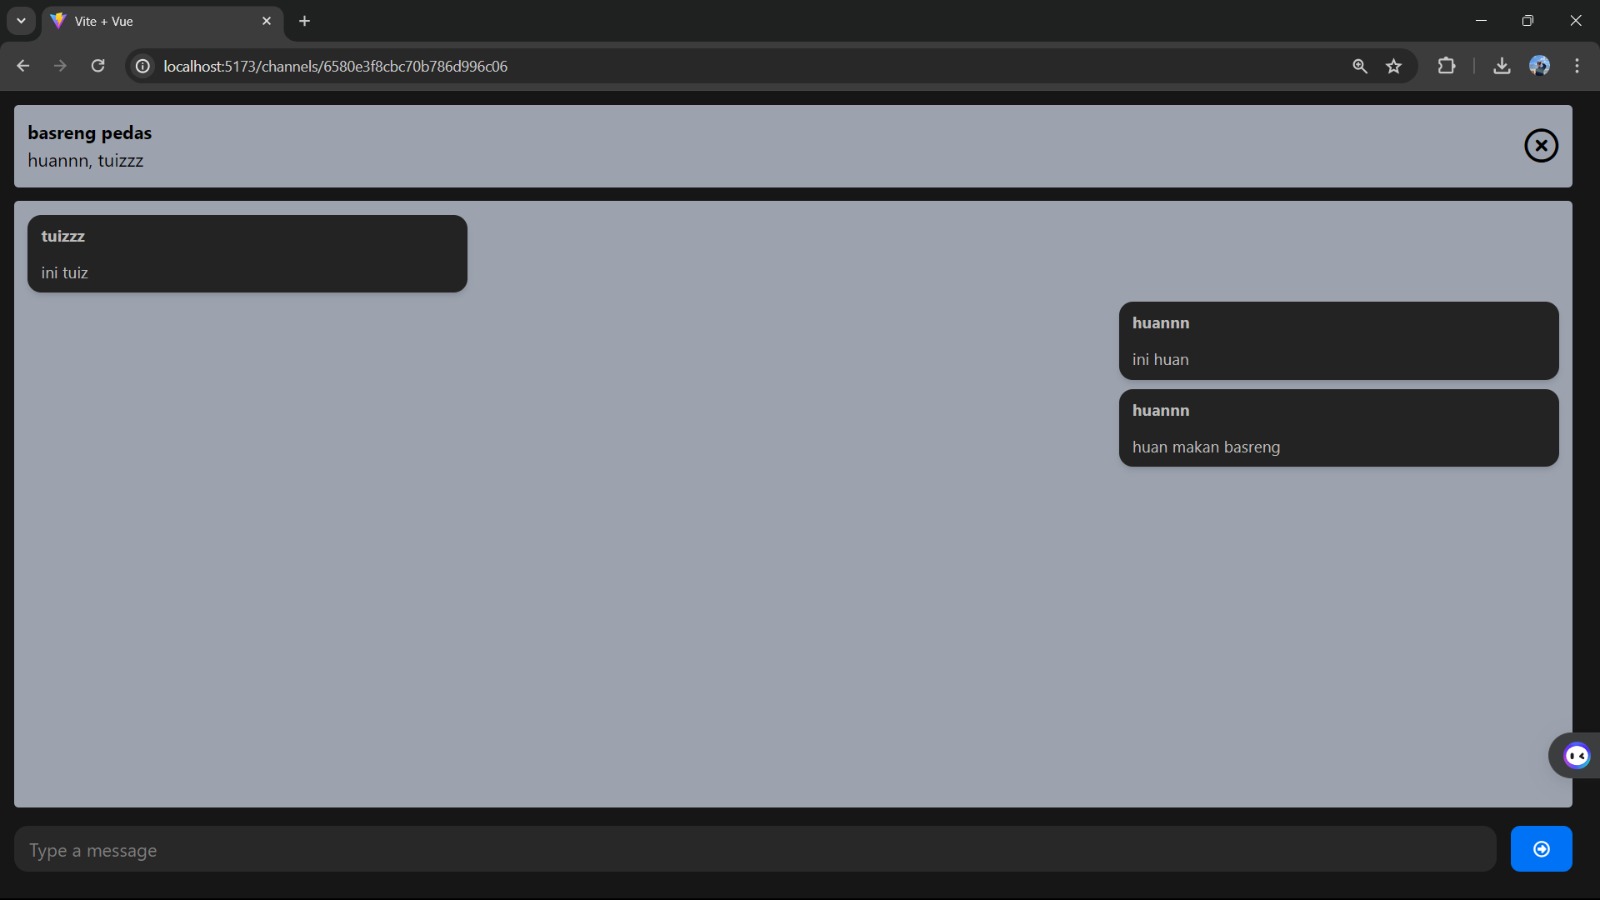 Vite + Vue
localhost:5173/channels/6580e3f8cbc70b786d996c06
basreng pedas
huannn, tuizzz
tuizzz
ini tuiz
huannn
ini huan
huannn
huan makan basreng
Type a message